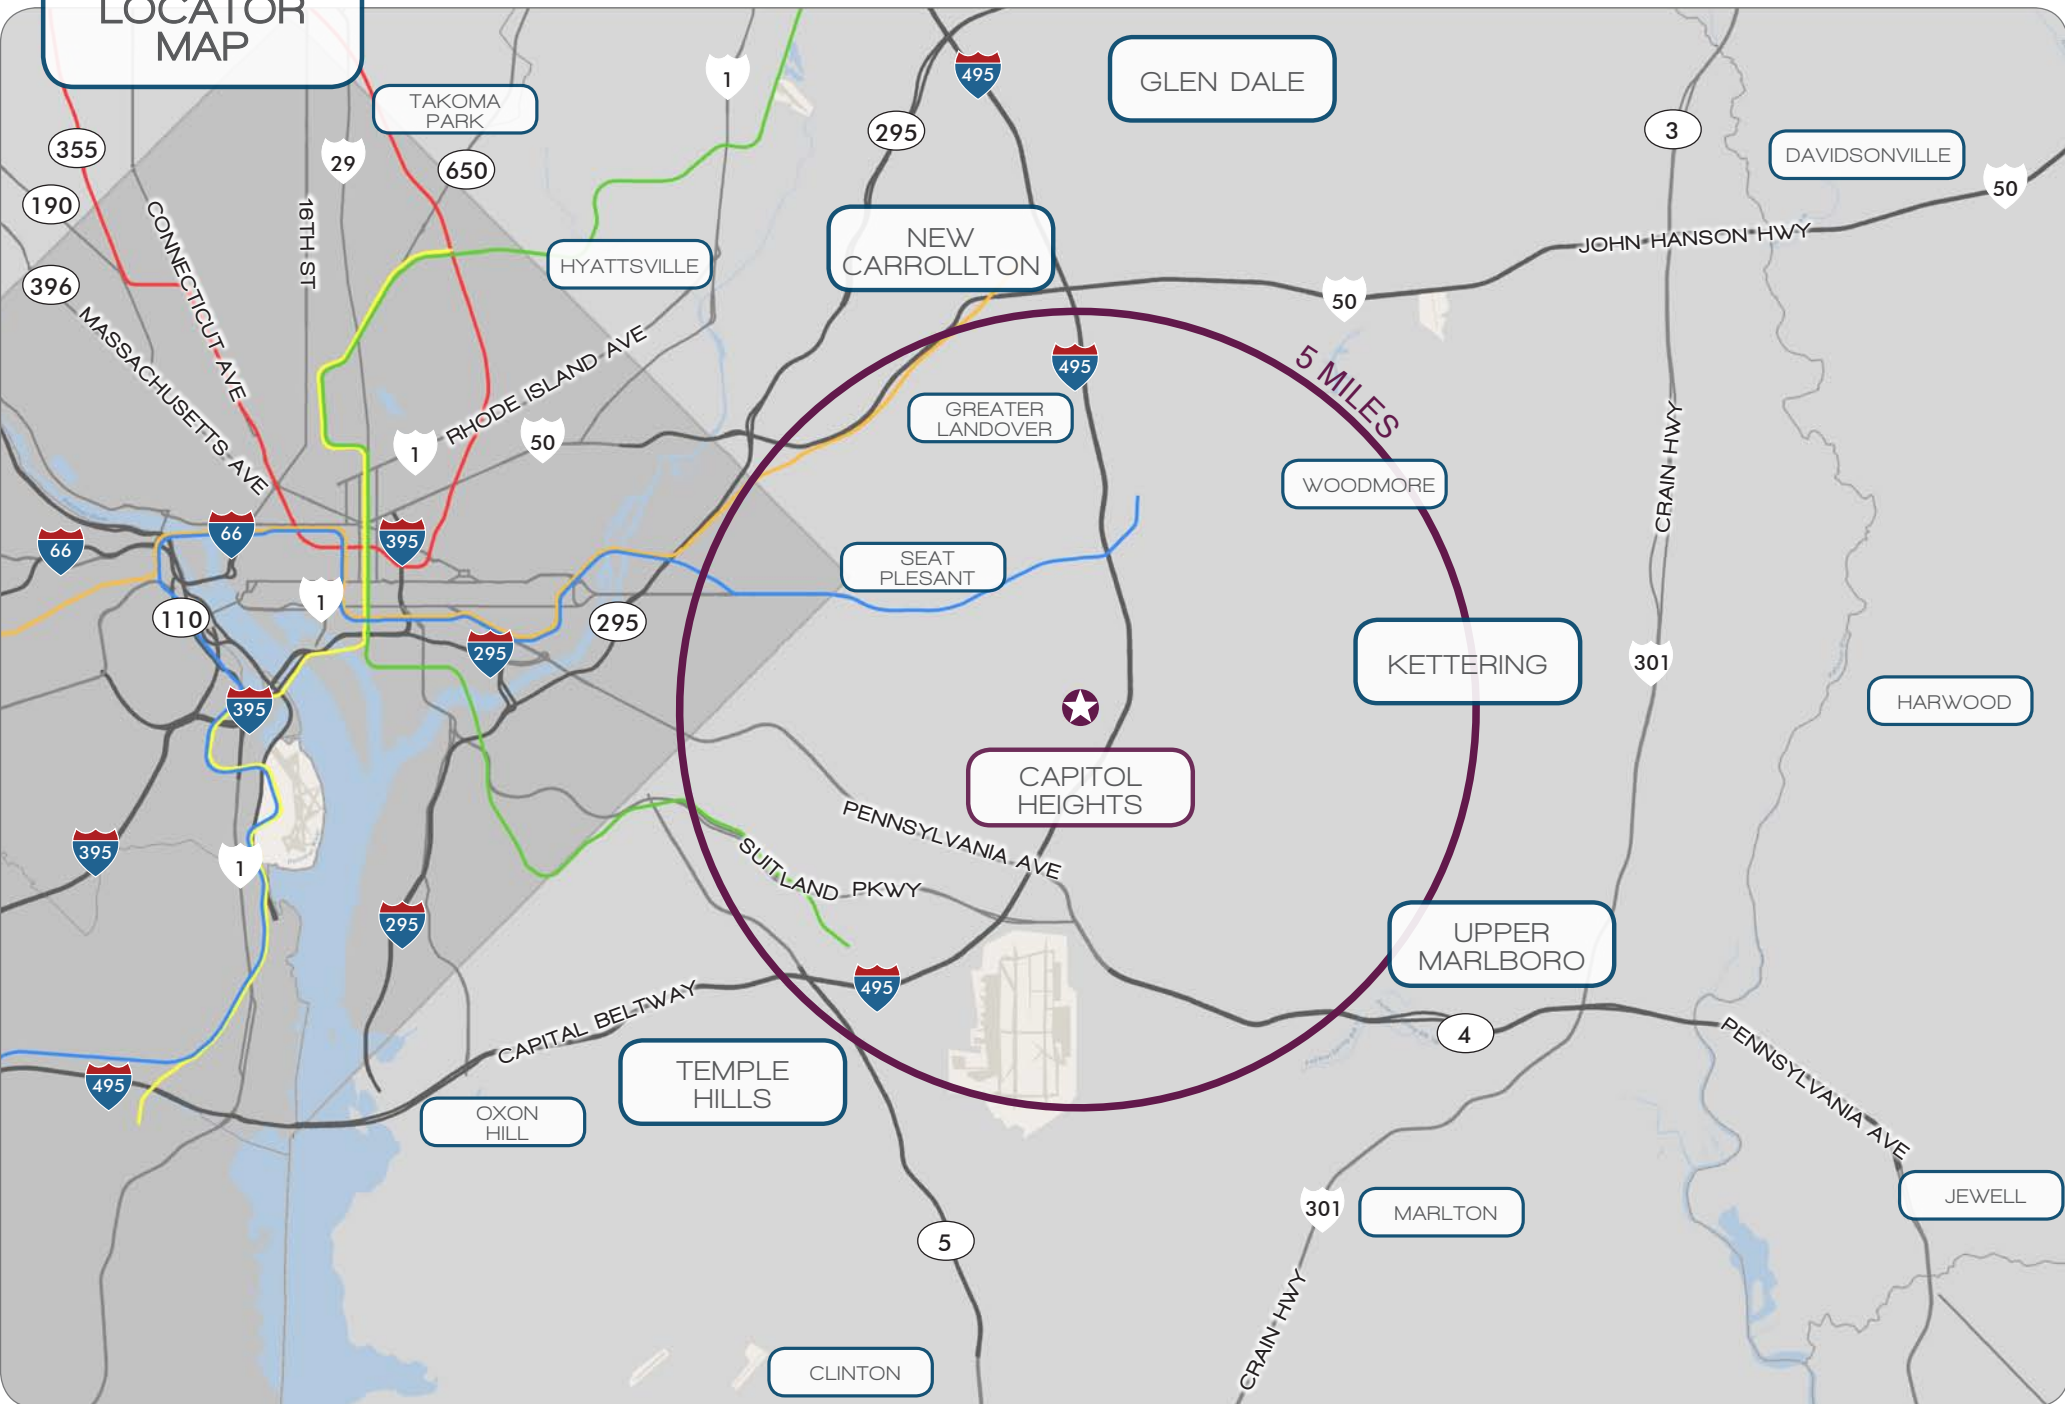 LOCATOR
MAP
TAKOMA
PARK
1
495
GLEN DALE
295
3
355
29
650
DAVIDSONVILLE
50
190
CONNECTICUT AVE
16TH ST
NEW
CARROLLTON
JOHN HANSON HWY
HYATTSVILLE
396
50
MASSACHUSETTS AVE
RHODE ISLAND AVE
5 MILES
495
GREATER
LANDOVER
1
50
CRAIN HWY
WOODMORE
66
66
395
SEAT
PLESANT
1
110
295
295
KETTERING
301
395
HARWOOD
CAPITOL
HEIGHTS
PENNSYLVANIA AVE
395
1
SUITLAND PKWY
295
UPPER
MARLBORO
495
CAPITAL BELTWAY
4
PENNSYLVANIA AVE
495
TEMPLE
HILLS
OXON
HILL
JEWELL
301
MARLTON
5
CRAIN HWY
CLINTON